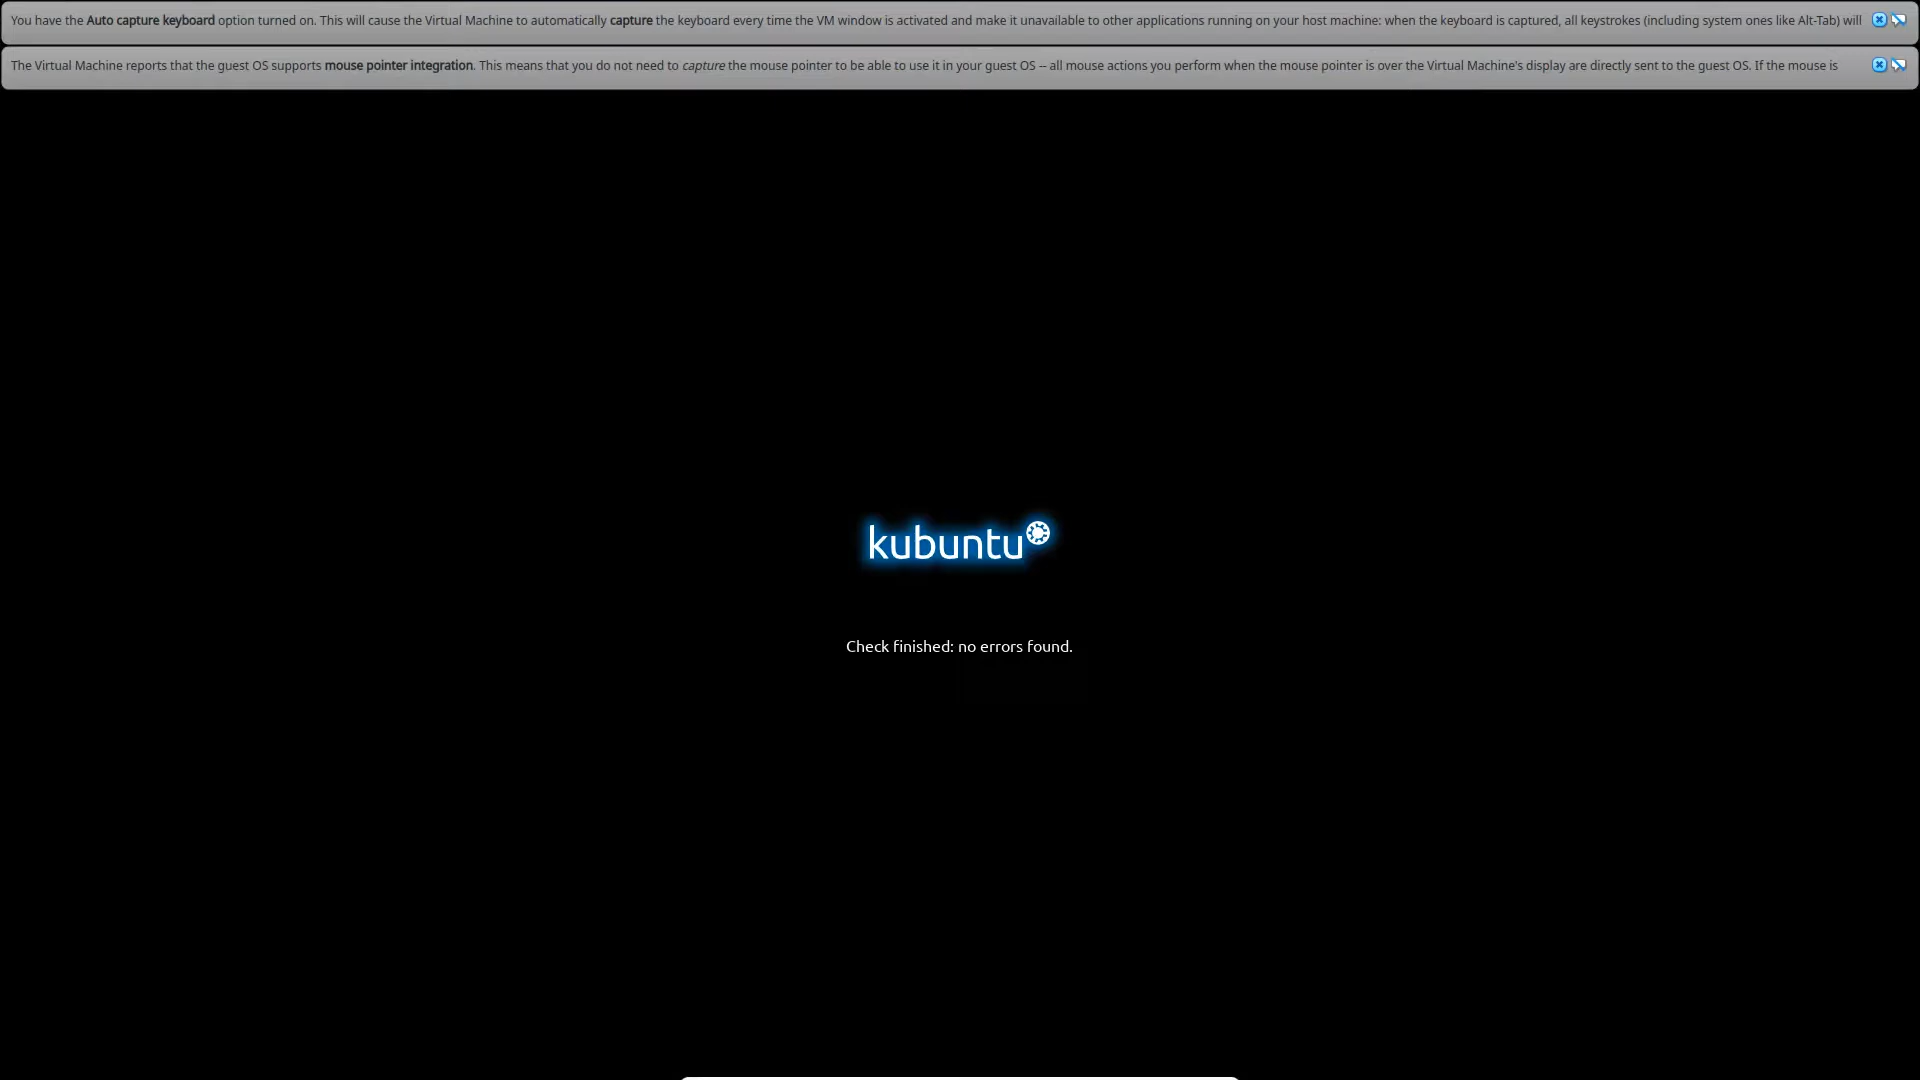 You have the Auto capture keyboard option turned on. This will cause the Virtual Machine to automatically capture the keyboard every time the VM window is activated and make it unavailable to other applications running on your host machine: when the keyboard is captured, all keystrokes (including system ones like Alt-Tab) will
The Virtual Machine reports that the guest OS supports mouse pointer integration. This means that you do not need to capture the mouse pointer to be able to use it in your guest OS -- all mouse actions you perform when the mouse pointer is over the Virtual Machine's display are directly sent to the guest OS. If the mouse is
kubuntu
Check finished: no errors found.